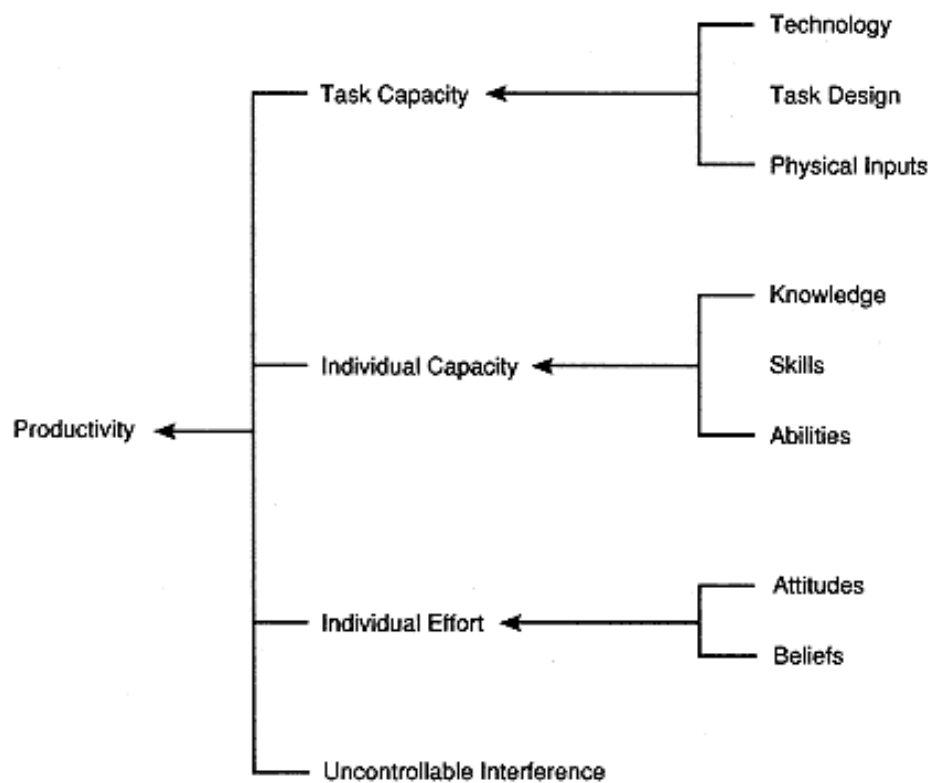 Technology
Task Capacity
Task Design
Physical Inputs
Knowledge
Individual Capacity
Skills
Abilities
Productivity
Attitudes
Individual Effort
Beliefs
Uncontrollable Interference